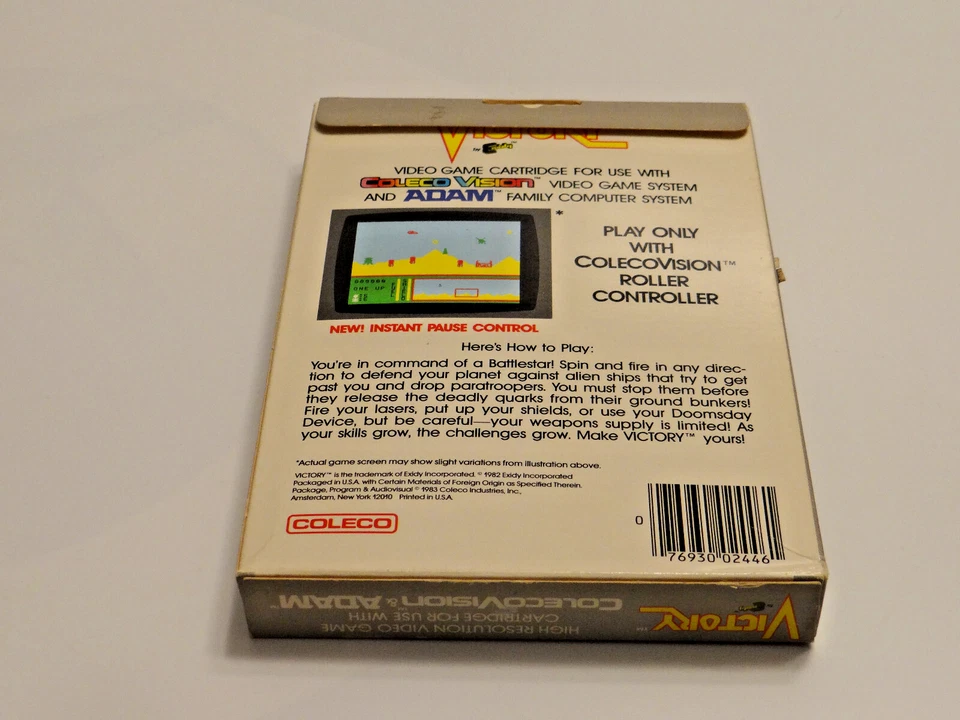 VICTORY
by Exidy™
VIDEO GAME CARTRIDGE FOR USE WITH
COLECOVISION™ VIDEO GAME SYSTEM
AND ADAM™ FAMILY COMPUTER SYSTEM
*
ONE UP
PLAY ONLY
WITH
COLECOVISION™
ROLLER
CONTROLLER
NEW! INSTANT PAUSE CONTROL
Here's How to Play:
You're in command of a Battlestar! Spin and fire in any direc-
tion to defend your planet against alien ships that try to get
past you and drop paratroopers. You must stop them before
they release the deadly quarks from their ground bunkers!
Fire your lasers, put up your shields, or use your Doomsday
Device, but be careful—your weapons supply is limited! As
your skills grow, the challenges grow. Make VICTORY™ yours!
*Actual game screen may show slight variations from illustration above.
VICTORY™ is the trademark of Exidy Incorporated. © 1982 Exidy Incorporated
Packaged in U.S.A. with Certain Materials of Foreign Origin as Specified Therein.
Package, Program & Audiovisual © 1983 Coleco Industries, Inc.,
Amsterdam, New York 12010 Printed in U.S.A.
COLECO
0 76930 02446
VICTORY™
HIGH RESOLUTION VIDEO GAME
CARTRIDGE FOR USE WITH
COLECOVISION & ADAM™